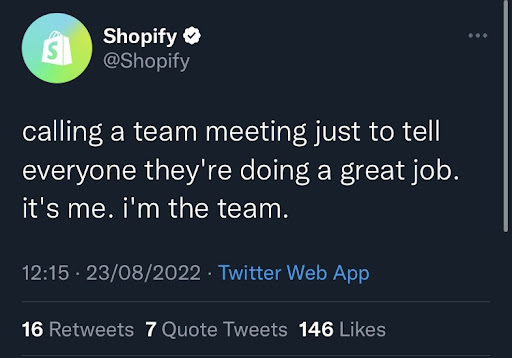 Shopify
@Shopify
calling a team meeting just to tell
everyone they're doing a great job.
it's me. i'm the team.
12:15 · 23/08/2022 · Twitter Web App
16 Retweets 7 Quote Tweets 146 Likes